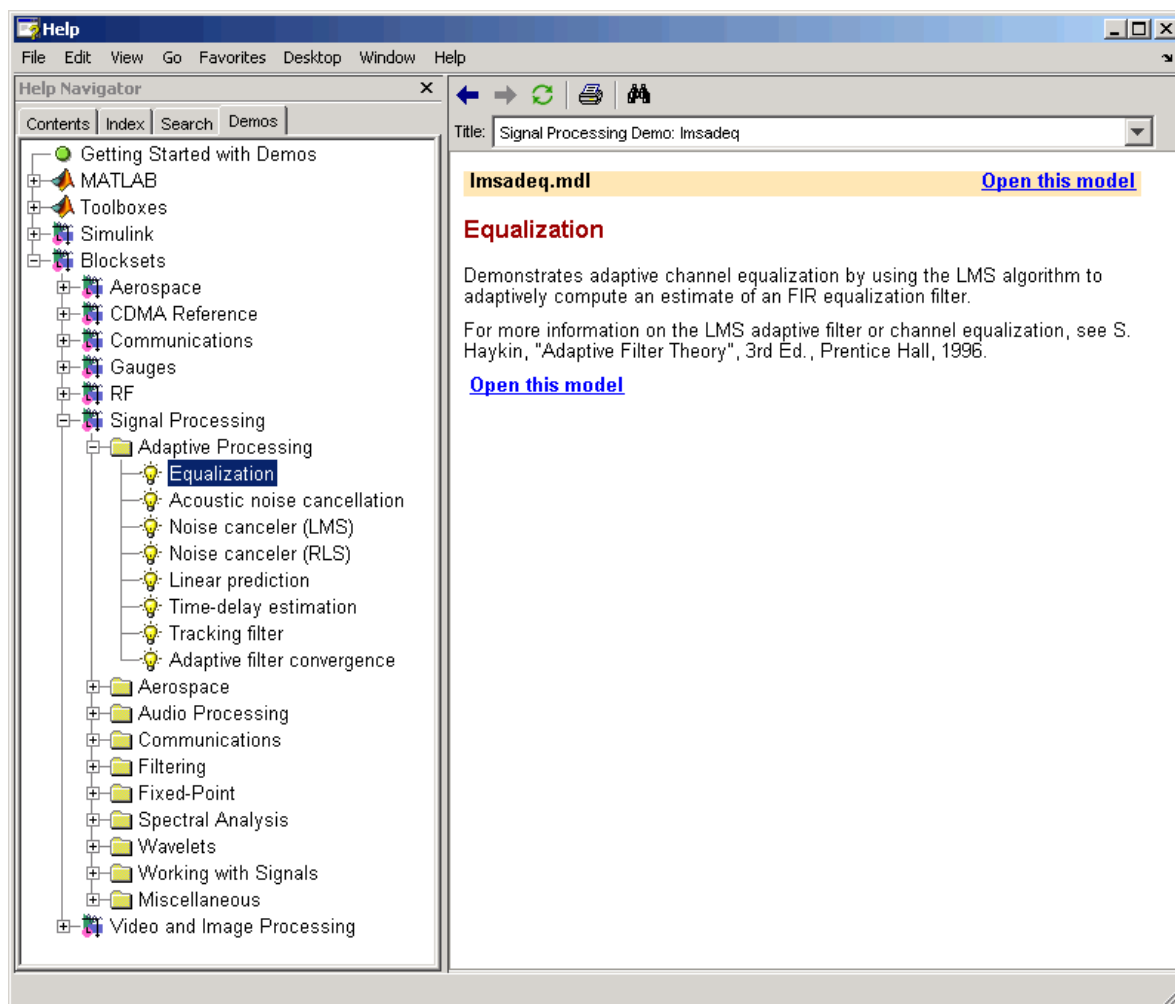 Help
File Edit View Go Favorites Desktop Window Help
Help Navigator
Contents Index Search Demos
Getting Started with Demos
MATLAB
Toolboxes
Simulink
Blocksets
Aerospace
CDMA Reference
Communications
Gauges
RF
Signal Processing
Adaptive Processing
Equalization
Acoustic noise cancellation
Noise canceler (LMS)
Noise canceler (RLS)
Linear prediction
Time-delay estimation
Tracking filter
Adaptive filter convergence
Aerospace
Audio Processing
Communications
Filtering
Fixed-Point
Spectral Analysis
Wavelets
Working with Signals
Miscellaneous
Video and Image Processing
Title: Signal Processing Demo: lmsadeq
lmsadeq.mdl Open this model
Equalization
Demonstrates adaptive channel equalization by using the LMS algorithm to
adaptively compute an estimate of an FIR equalization filter.
For more information on the LMS adaptive filter or channel equalization, see S.
Haykin, "Adaptive Filter Theory", 3rd Ed., Prentice Hall, 1996.
Open this model